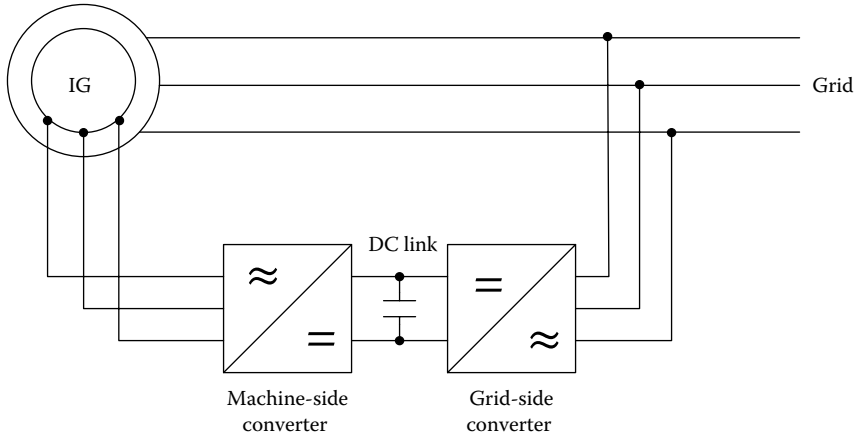 IG
Grid
DC link
≈
=
=
≈
Machine-side
converter
Grid-side
converter